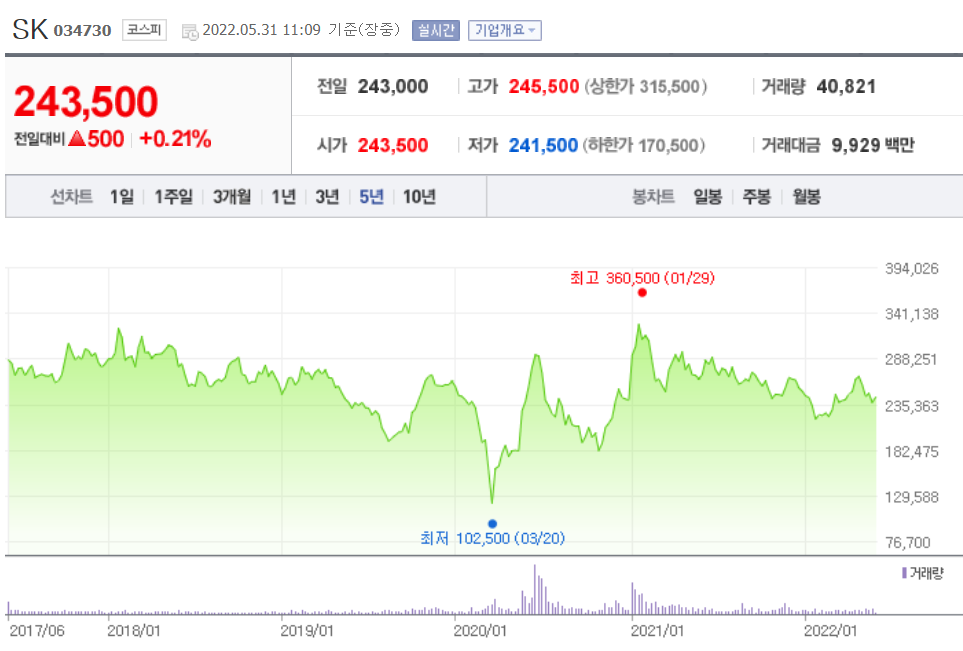 SK 034730 코스피 2022.05.31 11:09 기준(장중) 실시간 기업개요
243,500
전일대비 ▲500 +0.21%
전일 243,000 고가 245,500 (상한가 315,500) 거래량 40,821
시가 243,500 저가 241,500 (하한가 170,500) 거래대금 9,929 백만
선차트 1일 1주일 3개월 1년 3년 5년 10년 봉차트 일봉 주봉 월봉
최고 360,500 (01/29)
394,026
341,138
288,251
235,363
182,475
129,588
76,700
최저 102,500 (03/20)
거래량
2017/06 2018/01 2019/01 2020/01 2021/01 2022/01